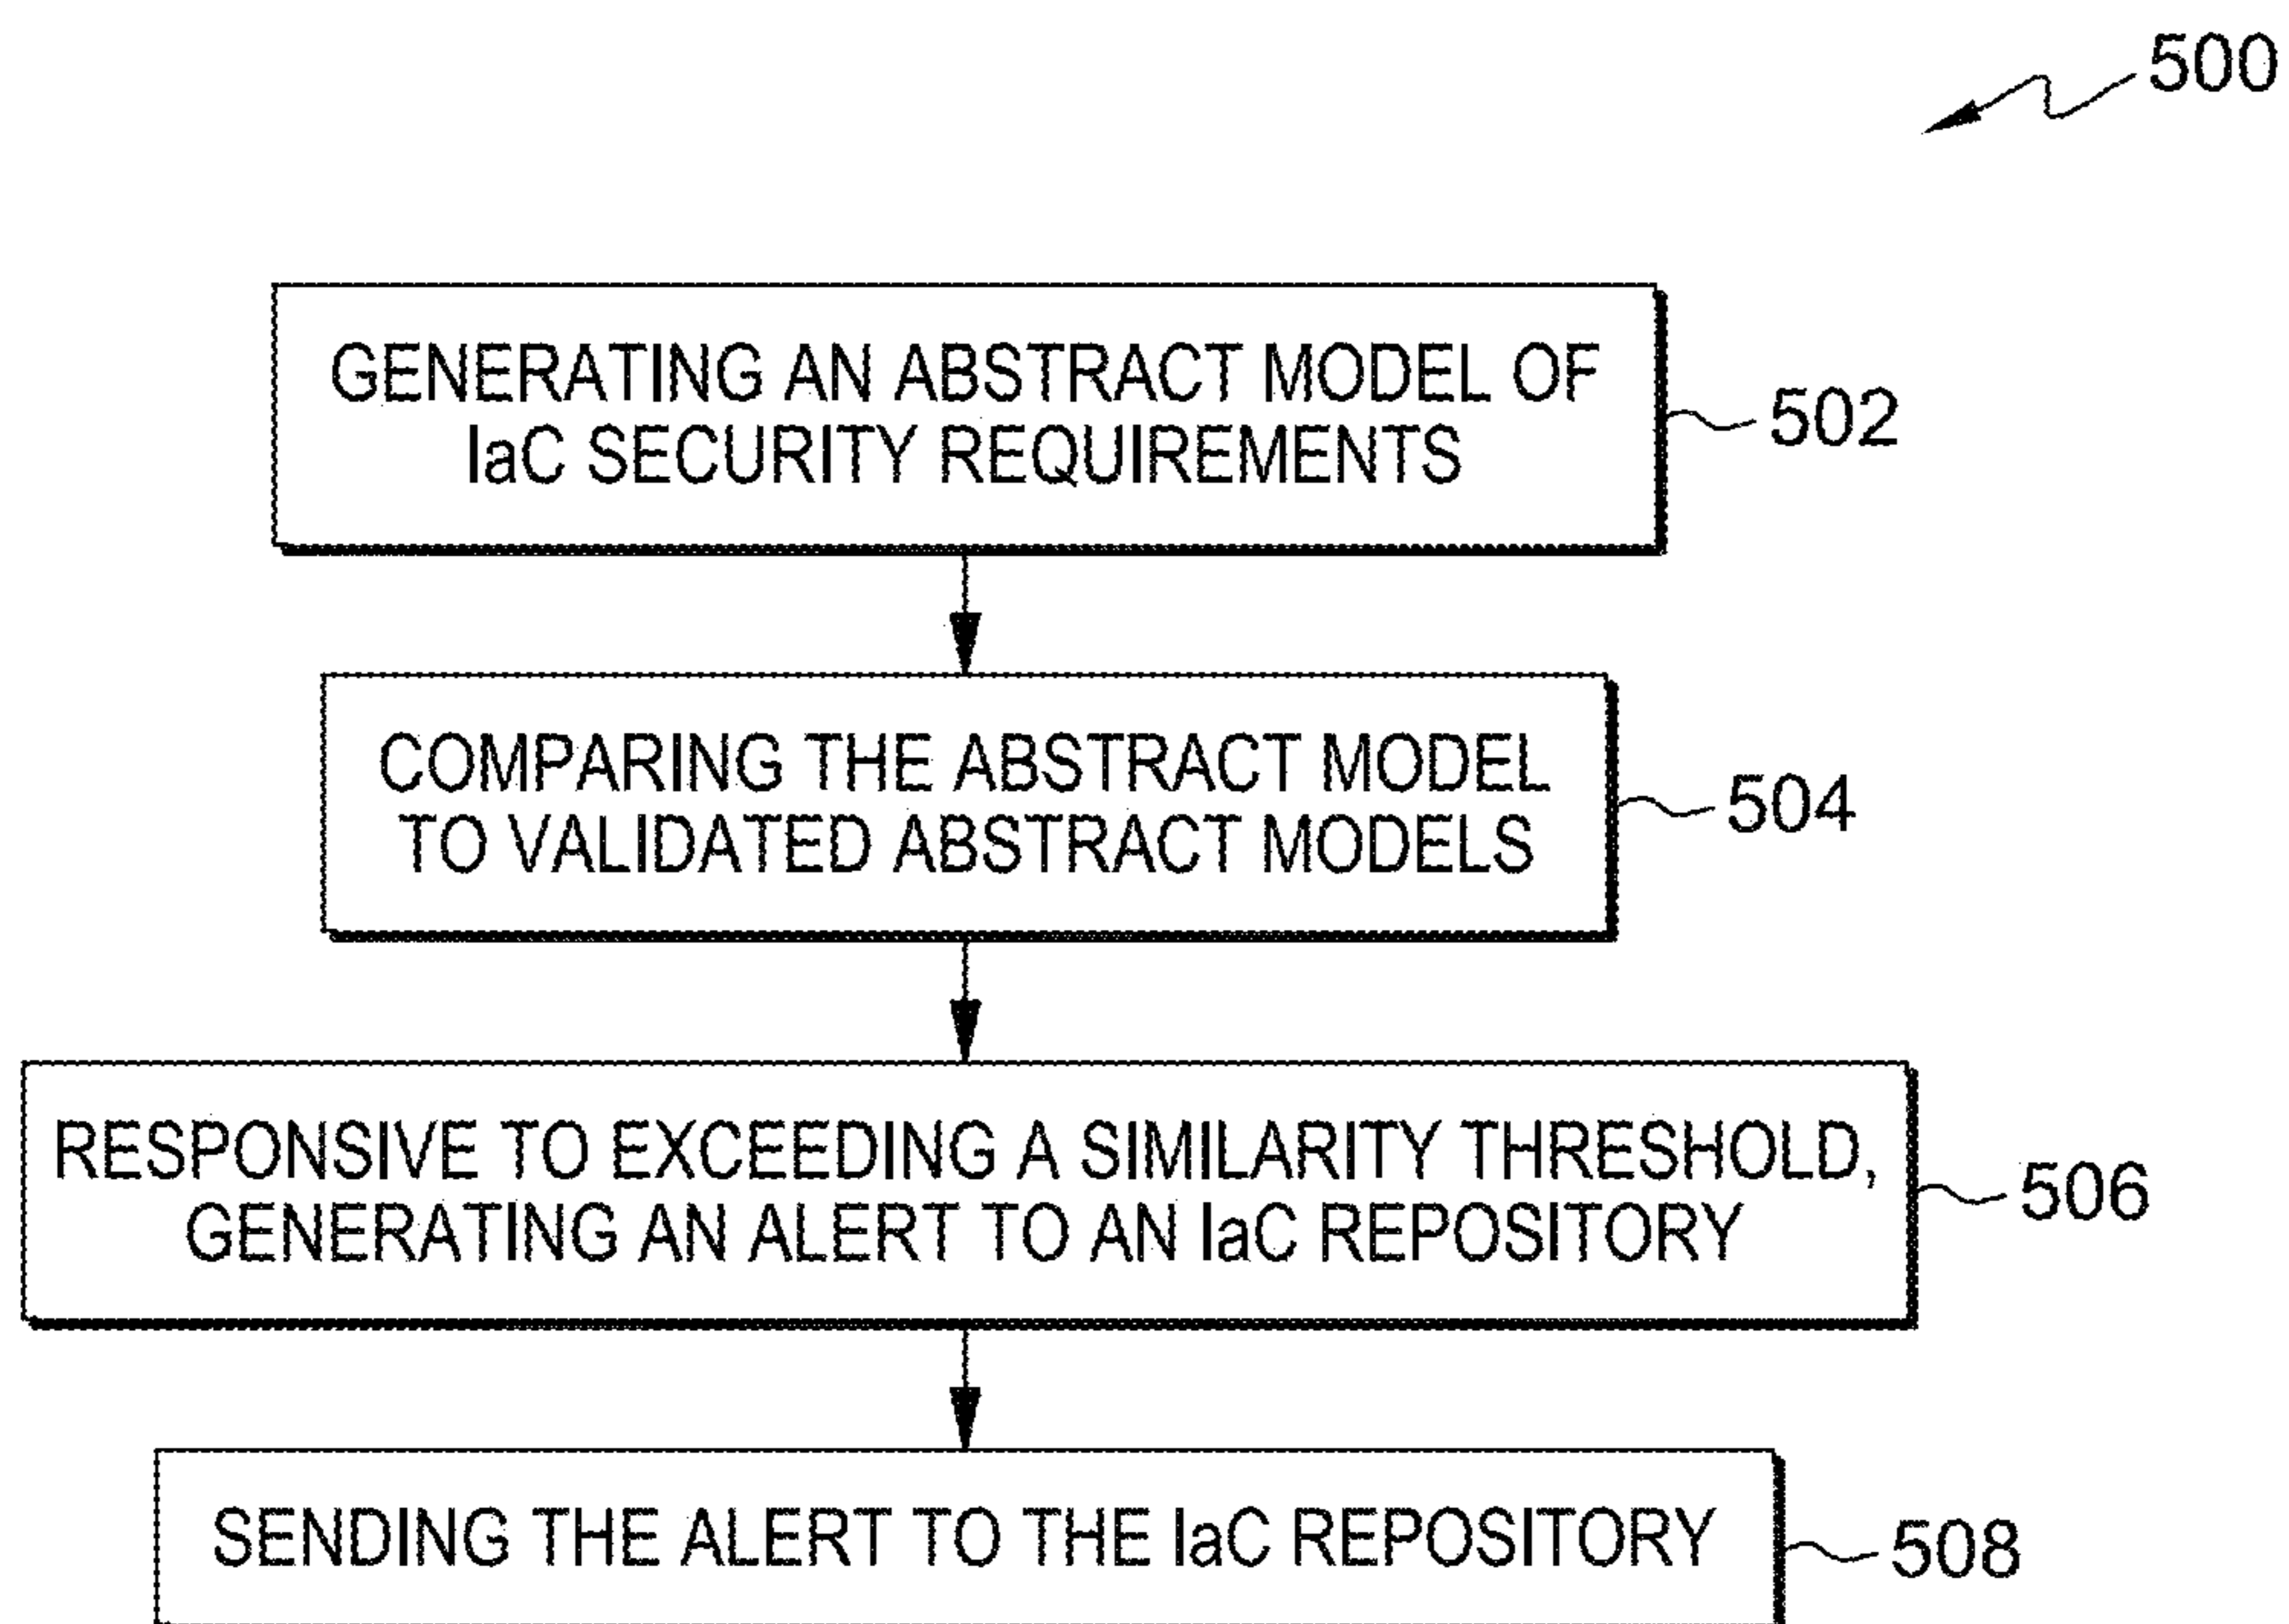 500
GENERATING AN ABSTRACT MODEL OF
IaC SECURITY REQUIREMENTS
502
COMPARING THE ABSTRACT MODEL
TO VALIDATED ABSTRACT MODELS
504
RESPONSIVE TO EXCEEDING A SIMILARITY THRESHOLD,
GENERATING AN ALERT TO AN IaC REPOSITORY
506
SENDING THE ALERT TO THE IaC REPOSITORY
508